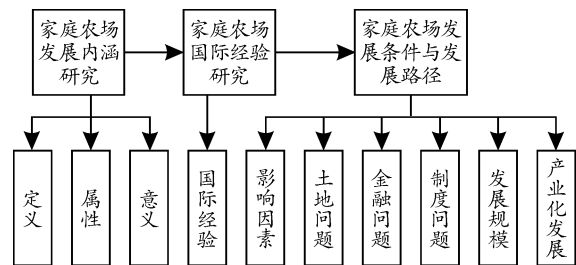 家庭农场
发展内涵
研究
家庭农场
国际经验
研究
家庭农场发
展条件与发
展路径
定义
属性
意义
国际经验
影响因素
土地问题
金融问题
制度问题
发展规模
产业化发展